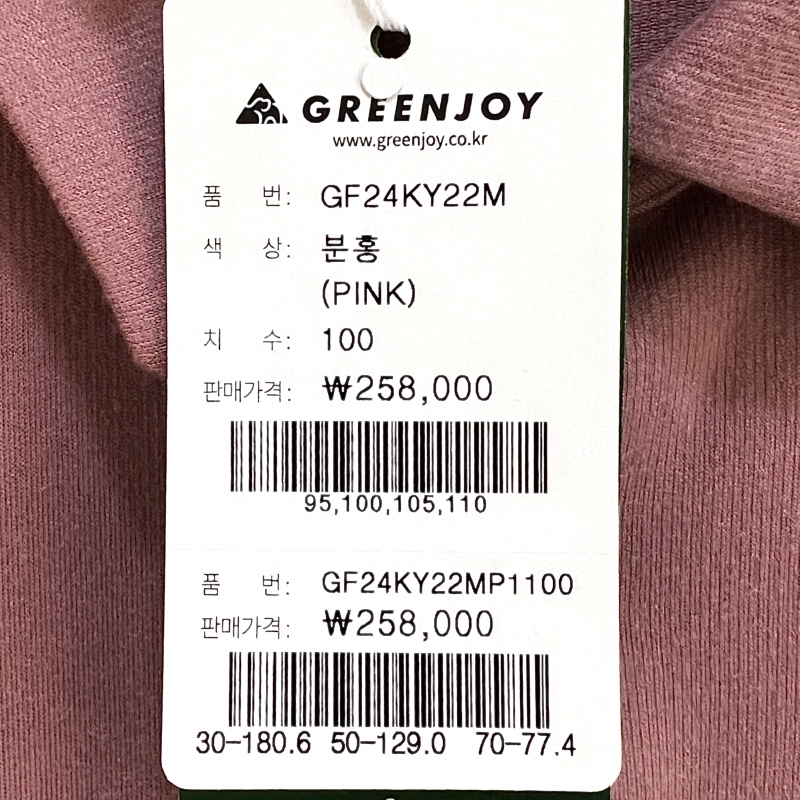 GREENJOY
www.greenjoy.co.kr
품 번: GF24KY22M
색 상: 분홍
(PINK)
치 수: 100
판매가격: ₩258,000
95,100,105,110
품 번: GF24KY22MP1100
판매가격: ₩258,000
30-180.6 50-129.0 70-77.4